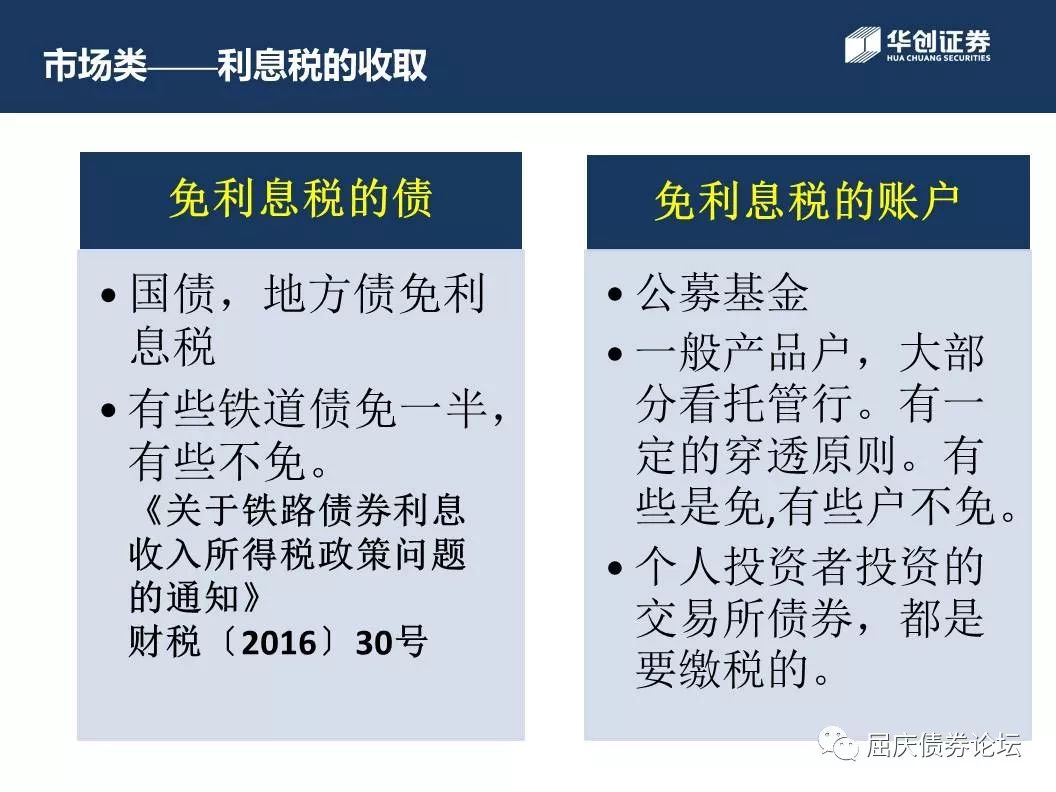 市场类——利息税的收取
华创证券
HUA CHUANG SECURITIES
免利息税的债
• 国债，地方债免利
息税
• 有些铁道债免一半，
有些不免。
《关于铁路债券利息
收入所得税政策问题
的通知》
财税〔2016〕30号
免利息税的账户
• 公募基金
• 一般产品户，大部
分看托管行。有一
定的穿透原则。有
些是免,有些户不免。
• 个人投资者投资的
交易所债券，都是
要缴税的。
屈庆债券论坛